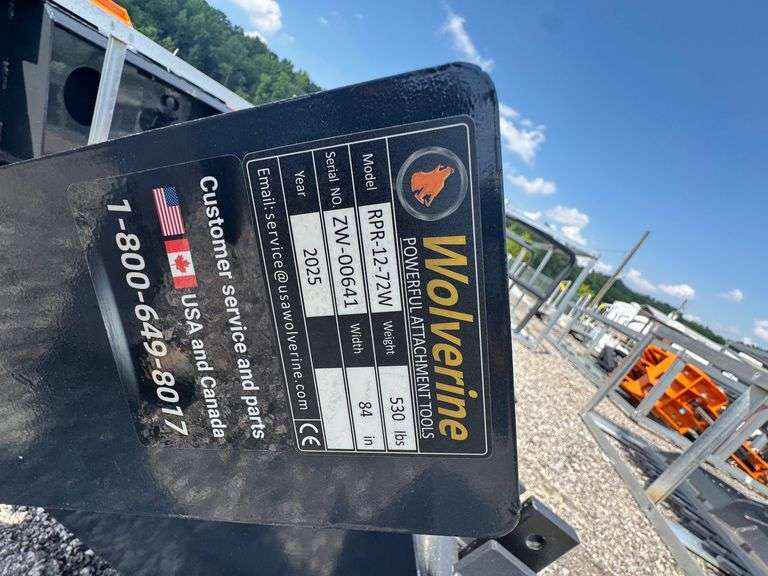 Wolverine
POWERFUL ATTACHMENT TOOLS
Model RPR-12-72W Weight 530 lbs
Serial NO. ZW-00641 Width 84 in
Year 2025
Email: service@usawolverine.com CE
Customer service and parts
USA and Canada
1-800-649-8017